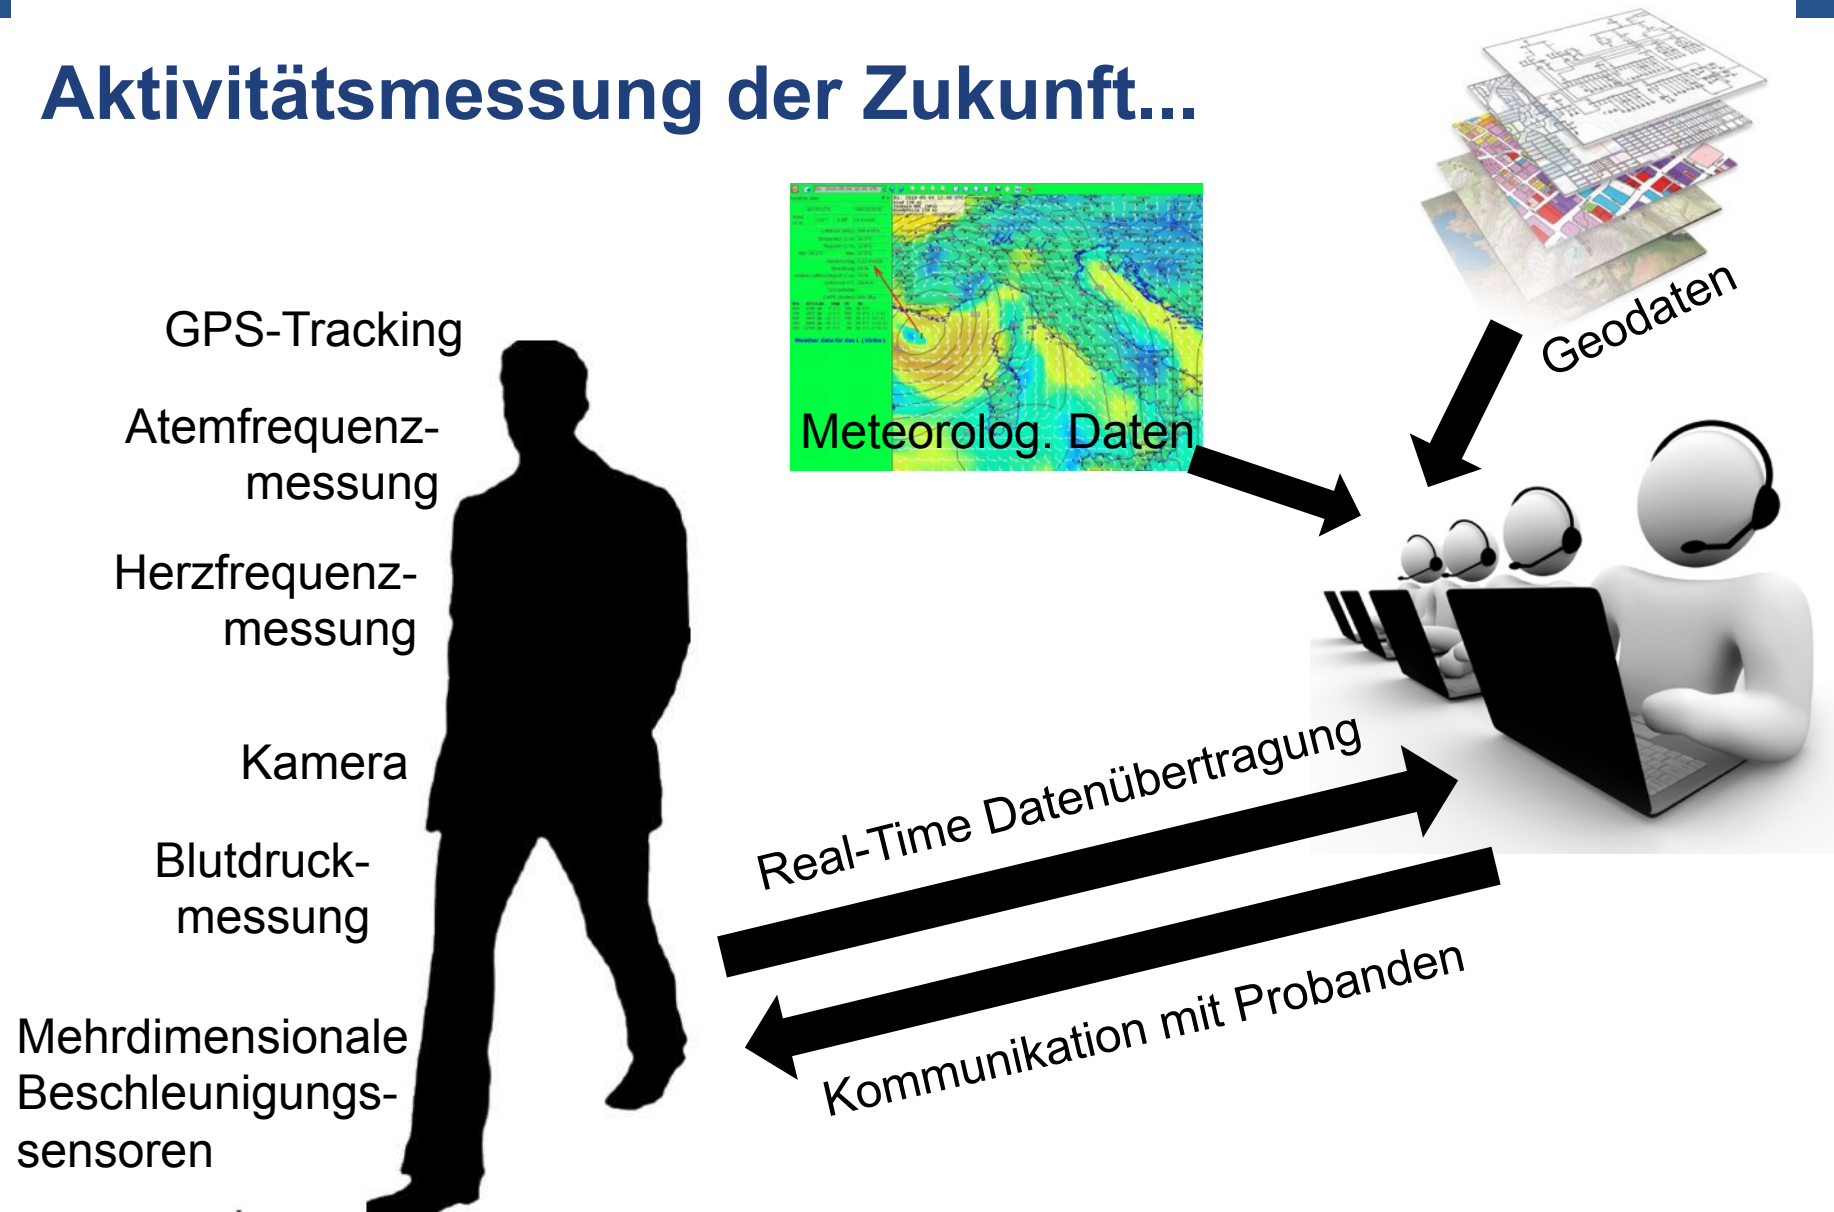 Aktivitätsmessung der Zukunft...
GPS-Tracking
Atemfrequenz-
messung
Herzfrequenz-
messung
Kamera
Blutdruck-
messung
Mehrdimensionale
Beschleunigungs-
sensoren
Meteorolog. Daten
Geodaten
Real-Time Datenübertragung
Kommunikation mit Probanden